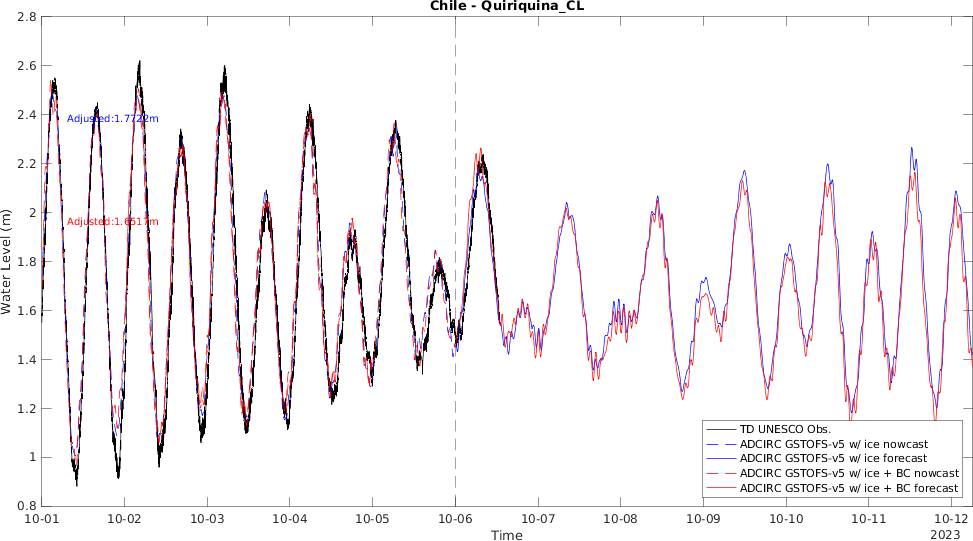 Chile - Quiriquina_CL
2.8
2.6
2.4
2.2
2
1.8
1.6
1.4
1.2
1
0.8
Water Level (m)
Adjusted:1.7722m
Adjusted:1.6517m
TD UNESCO Obs.
ADCIRC GSTOFS-v5 w/ ice nowcast
ADCIRC GSTOFS-v5 w/ ice forecast
ADCIRC GSTOFS-v5 w/ ice + BC nowcast
ADCIRC GSTOFS-v5 w/ ice + BC forecast
10-01 10-02 10-03 10-04 10-05 10-06 10-07 10-08 10-09 10-10 10-11 10-12
Time
2023